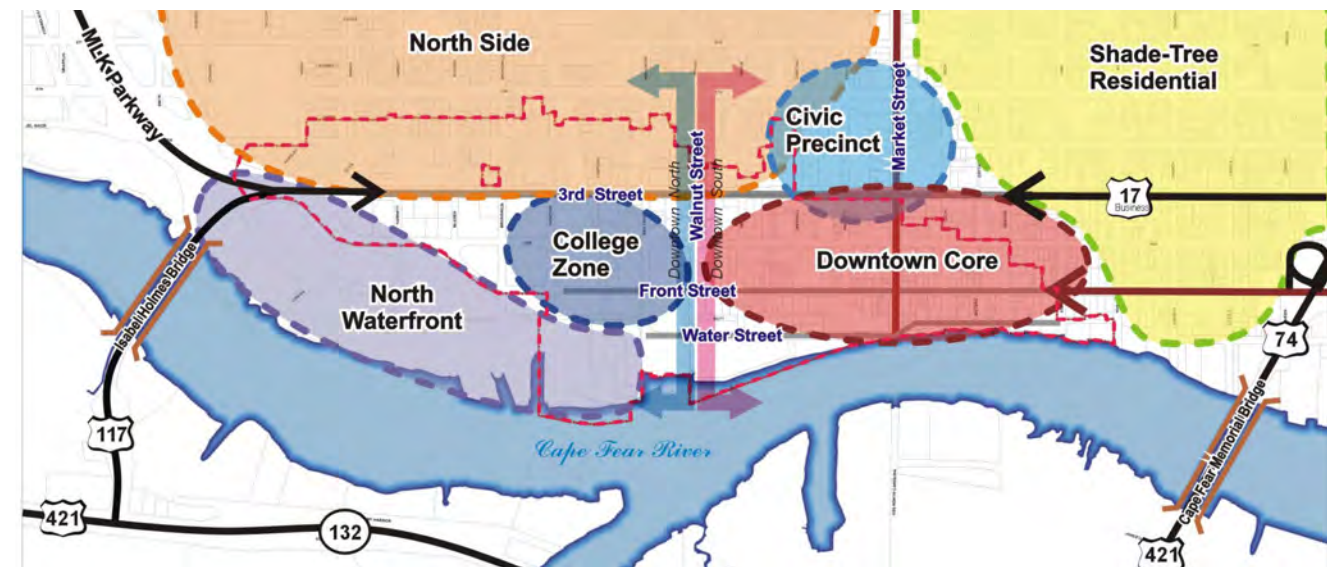 North Side
Shade-Tree
Residential
MLK Parkway
Civic
Precinct
Market Street
Walnut Street
Downtown North
Downtown South
3rd Street
17
Business
College
Zone
Downtown Core
Front Street
North
Waterfront
Water Street
Isabel Holmes Bridge
74
117
Cape Fear River
Cape Fear Memorial Bridge
421
132
421